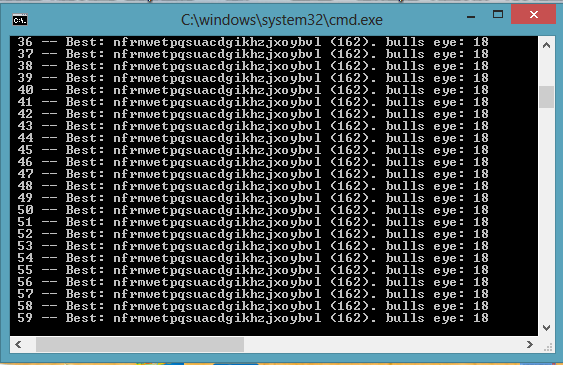 C:\windows\system32\cmd.exe
36 -- Best: nfrmwetpqsuacdgikhzjxoybvl (162). bulls eye: 18
37 -- Best: nfrmwetpqsuacdgikhzjxoybvl (162). bulls eye: 18
38 -- Best: nfrmwetpqsuacdgikhzjxoybvl (162). bulls eye: 18
39 -- Best: nfrmwetpqsuacdgikhzjxoybvl (162). bulls eye: 18
40 -- Best: nfrmwetpqsuacdgikhzjxoybvl (162). bulls eye: 18
41 -- Best: nfrmwetpqsuacdgikhzjxoybvl (162). bulls eye: 18
42 -- Best: nfrmwetpqsuacdgikhzjxoybvl (162). bulls eye: 18
43 -- Best: nfrmwetpqsuacdgikhzjxoybvl (162). bulls eye: 18
44 -- Best: nfrmwetpqsuacdgikhzjxoybvl (162). bulls eye: 18
45 -- Best: nfrmwetpqsuacdgikhzjxoybvl (162). bulls eye: 18
46 -- Best: nfrmwetpqsuacdgikhzjxoybvl (162). bulls eye: 18
47 -- Best: nfrmwetpqsuacdgikhzjxoybvl (162). bulls eye: 18
48 -- Best: nfrmwetpqsuacdgikhzjxoybvl (162). bulls eye: 18
49 -- Best: nfrmwetpqsuacdgikhzjxoybvl (162). bulls eye: 18
50 -- Best: nfrmwetpqsuacdgikhzjxoybvl (162). bulls eye: 18
51 -- Best: nfrmwetpqsuacdgikhzjxoybvl (162). bulls eye: 18
52 -- Best: nfrmwetpqsuacdgikhzjxoybvl (162). bulls eye: 18
53 -- Best: nfrmwetpqsuacdgikhzjxoybvl (162). bulls eye: 18
54 -- Best: nfrmwetpqsuacdgikhzjxoybvl (162). bulls eye: 18
55 -- Best: nfrmwetpqsuacdgikhzjxoybvl (162). bulls eye: 18
56 -- Best: nfrmwetpqsuacdgikhzjxoybvl (162). bulls eye: 18
57 -- Best: nfrmwetpqsuacdgikhzjxoybvl (162). bulls eye: 18
58 -- Best: nfrmwetpqsuacdgikhzjxoybvl (162). bulls eye: 18
59 -- Best: nfrmwetpqsuacdgikhzjxoybvl (162). bulls eye: 18